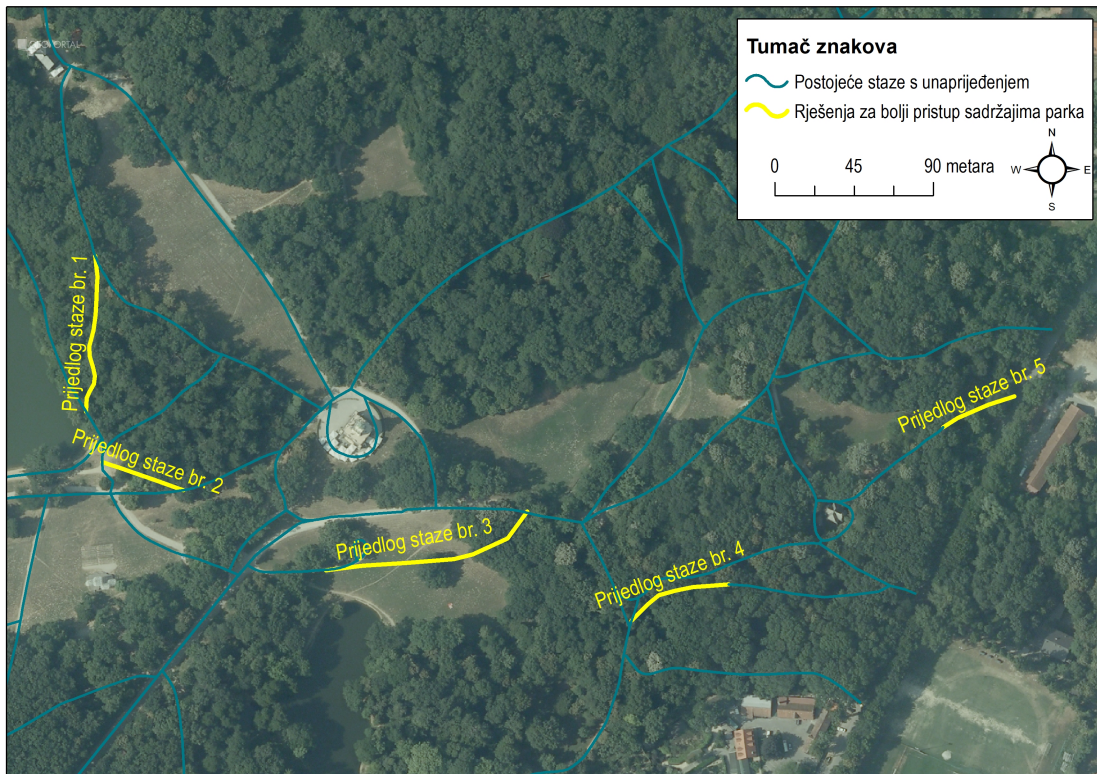 Tumač znakova
Postojeće staze s unaprijeđenjem
Rješenja za bolji pristup sadržajima parka
N
0 45 90 metara
W E
S
Prijedlog staze br. 1
Prijedlog staze br. 2
Prijedlog staze br. 3
Prijedlog staze br. 4
Prijedlog staze br. 5